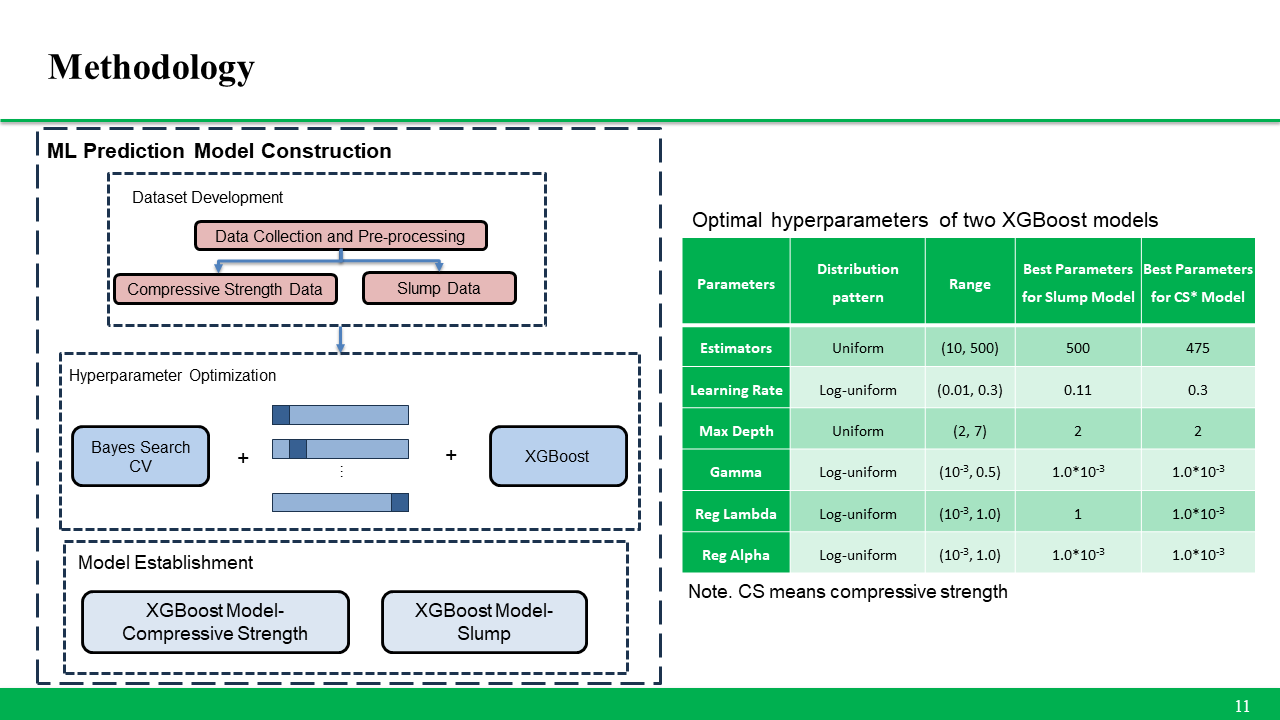 Methodology
ML Prediction Model Construction
Dataset Development
Data Collection and Pre-processing
Compressive Strength Data
Slump Data
Hyperparameter Optimization
Bayes Search
CV
+
⋮
+
XGBoost
Model Establishment
XGBoost Model-
Compressive Strength
XGBoost Model-
Slump
Optimal hyperparameters of two XGBoost models
Parameters
Distribution
pattern
Range
Best Parameters
for Slump Model
Best Parameters
for CS* Model
Estimators Uniform (10, 500) 500 475
Learning Rate Log-uniform (0.01, 0.3) 0.11 0.3
Max Depth Uniform (2, 7) 2 2
Gamma Log-uniform (10⁻³, 0.5) 1.0*10⁻³ 1.0*10⁻³
Reg Lambda Log-uniform (10⁻³, 1.0) 1 1.0*10⁻³
Reg Alpha Log-uniform (10⁻³, 1.0) 1.0*10⁻³ 1.0*10⁻³
Note. CS means compressive strength
11